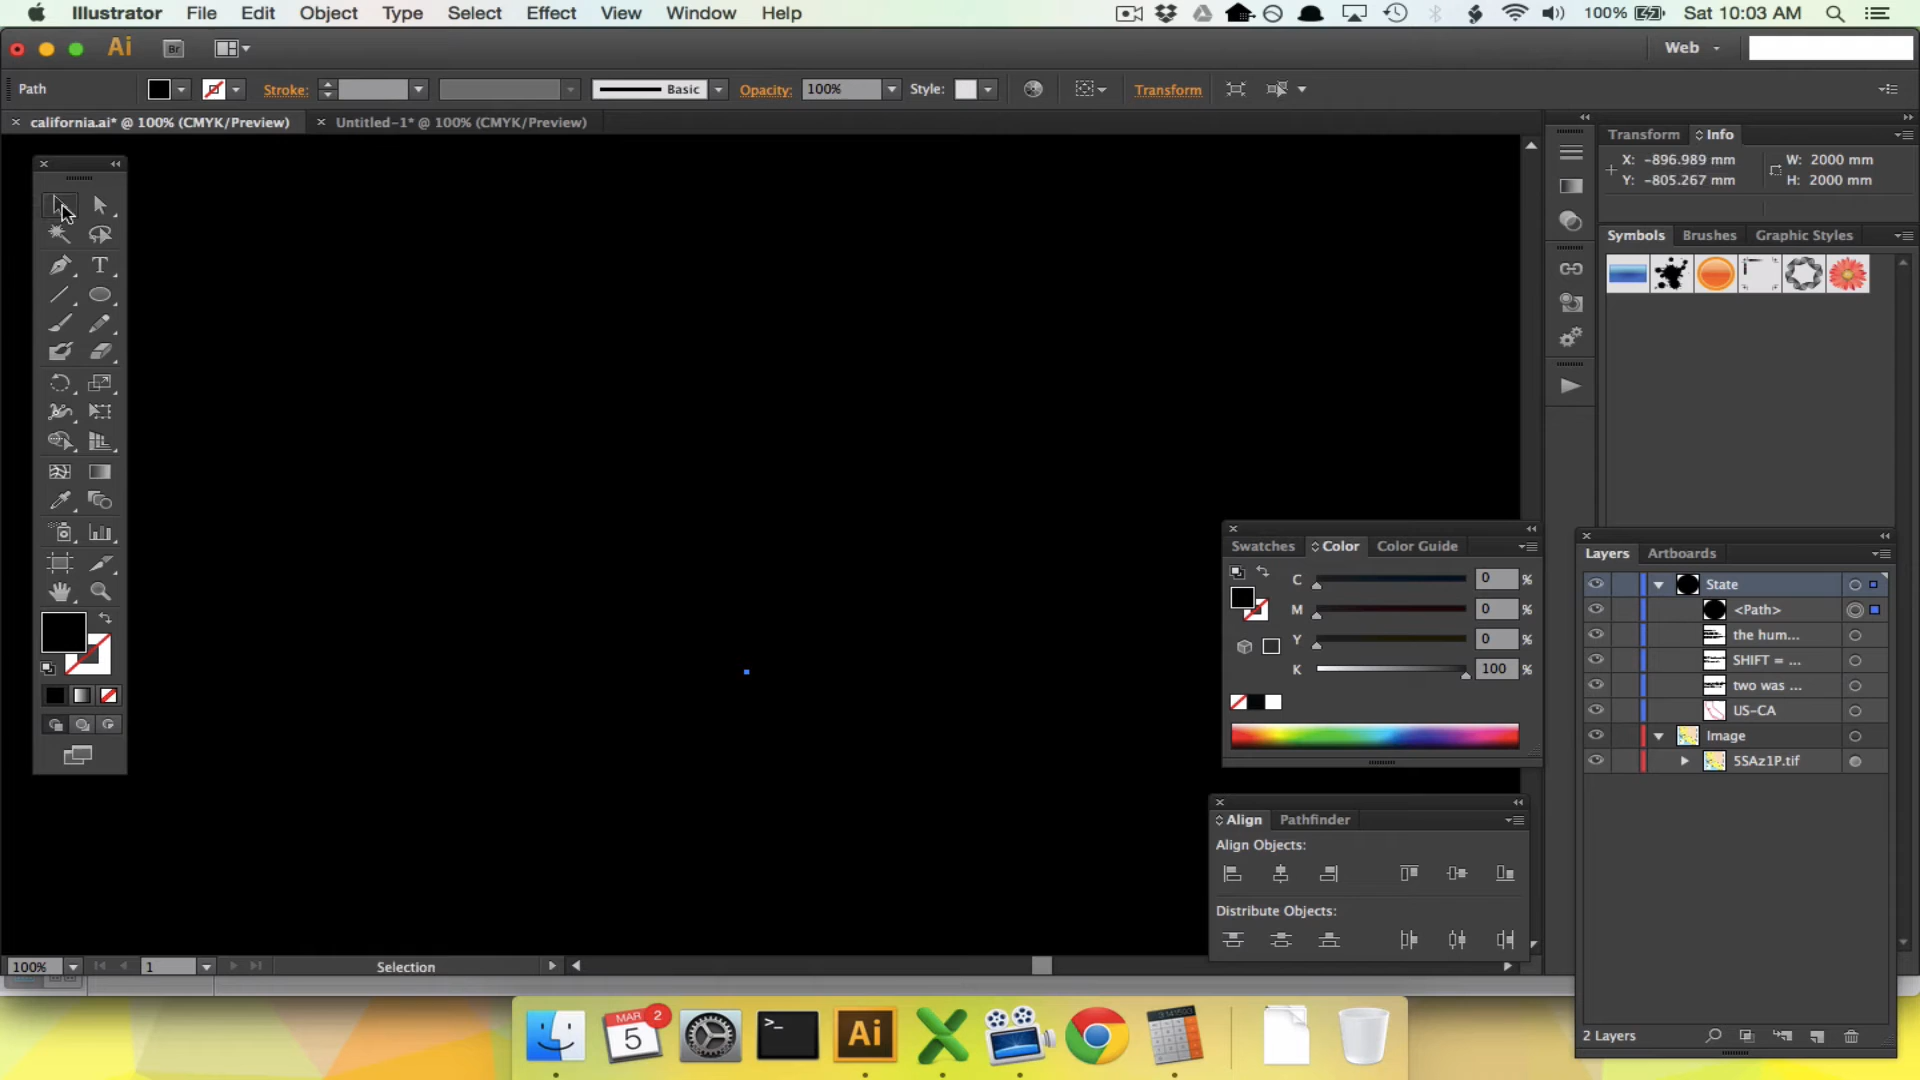 Illustrator File Edit Object Type Select Effect View Window Help
100% Sat 10:03 AM
Ai Br Web
Path Stroke: Basic Opacity: 100% Style: Transform
california.ai* @ 100% (CMYK/Preview) Untitled-1* @ 100% (CMYK/Preview)
Transform Info
X: -896.989 mm W: 2000 mm
Y: -805.267 mm H: 2000 mm
Symbols Brushes Graphic Styles
T
Swatches Color Color Guide
C 0 %
M 0 %
Y 0 %
K 100 %
Layers Artboards
State
<Path>
the hum...
SHIFT = ...
two was ...
US-CA
Image
5SAz1P.tif
2 Layers
Align Pathfinder
Align Objects:
Distribute Objects:
100% 1 Selection
MAR 2
5
>_
Ai
3.141593